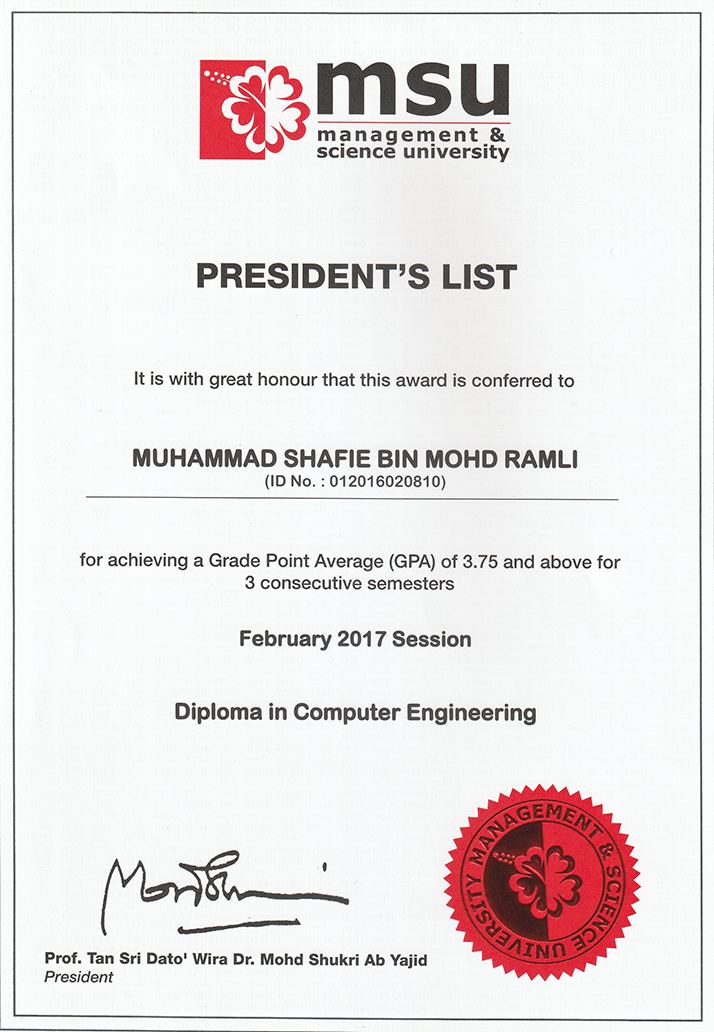 msu
management &
science university
PRESIDENT'S LIST
It is with great honour that this award is conferred to
MUHAMMAD SHAFIE BIN MOHD RAMLI
(ID No. : 012016020810)
for achieving a Grade Point Average (GPA) of 3.75 and above for
3 consecutive semesters
February 2017 Session
Diploma in Computer Engineering
MANAGEMENT & SCIENCE UNIVERSITY
Prof. Tan Sri Dato' Wira Dr. Mohd Shukri Ab Yajid
President